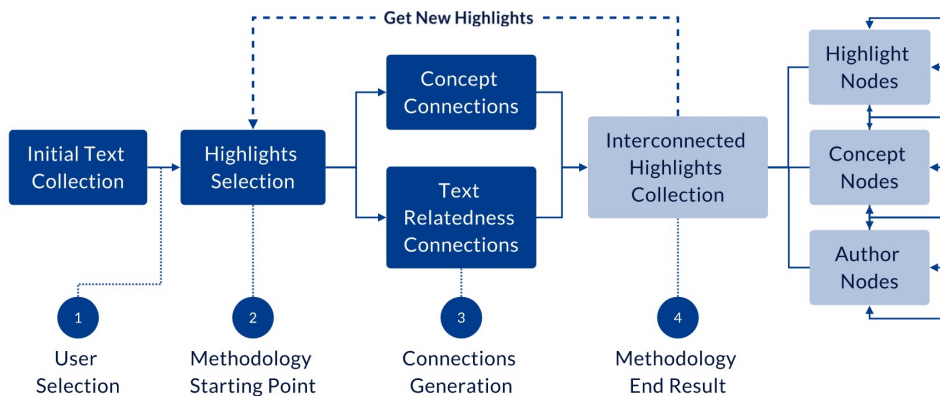 Get New Highlights
Initial Text
Collection
Highlights
Selection
Concept
Connections
Text
Relatedness
Connections
Interconnected
Highlights
Collection
Highlight
Nodes
Concept
Nodes
Author
Nodes
1
User
Selection
2
Methodology
Starting Point
3
Connections
Generation
4
Methodology
End Result